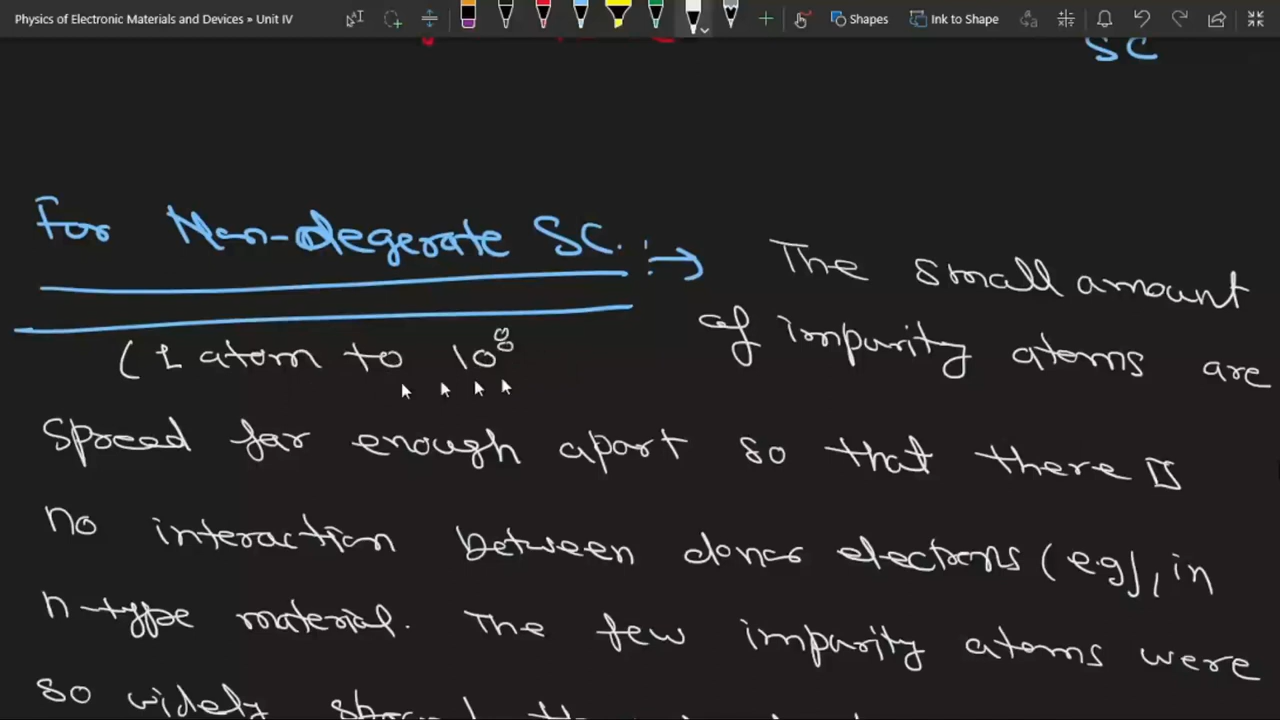 Physics of Electronic Materials and Devices » Unit IV
Shapes
Ink to Shape
SC
For Non-degerate SC. :→ The small amount
of impurity atoms are
(1 atom to 10⁸
spread far enough apart so that there is
no interaction between donar electrons (e.g), in
n-type material. The few impurity atoms were
so widely